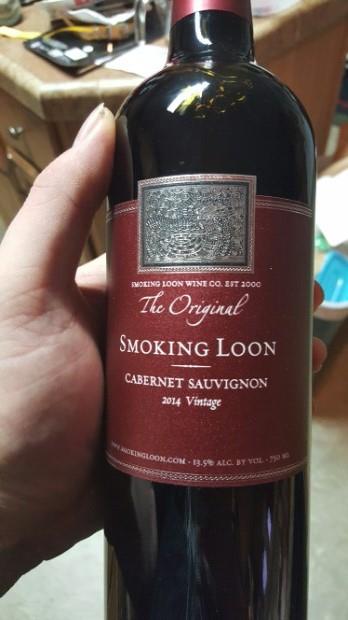 SMOKING LOON WINE CO. EST 2000
The Original
SMOKING LOON
CABERNET SAUVIGNON
2014 Vintage
WWW.SMOKINGLOON.COM · 13.5% ALC. BY VOL. · 750 ML